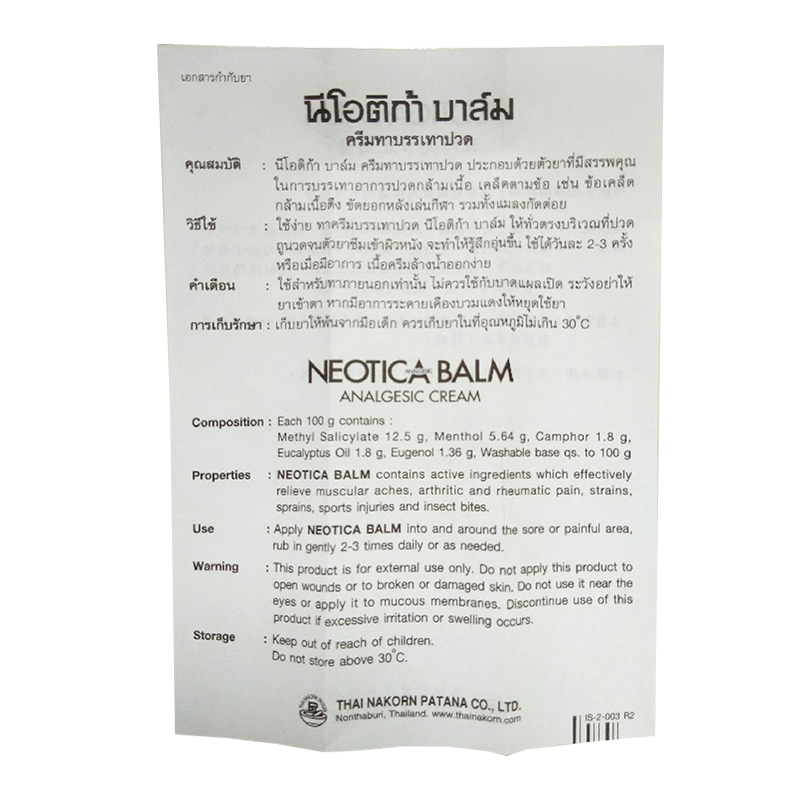 เอกสารกำกับยา
นีโอติก้า บาล์ม
ครีมทาบรรเทาปวด
คุณสมบัติ : นีโอติก้า บาล์ม ครีมทาบรรเทาปวด ประกอบด้วยตัวยาที่มีสรรพคุณ
ในการบรรเทาอาการปวดกล้ามเนื้อ เคล็ดตามข้อ เช่น ข้อเคล็ด
กล้ามเนื้อตึง ขัดยอกหลังเล่นกีฬา รวมทั้งแมลงกัดต่อย
วิธีใช้ : ใช้ง่าย ทาครีมบรรเทาปวด นีโอติก้า บาล์ม ให้ทั่วตรงบริเวณที่ปวด
ถูนวดจนตัวยาซึมเข้าผิวหนัง จะทำให้รู้สึกอุ่นขึ้น ใช้ได้วันละ 2-3 ครั้ง
หรือเมื่อมีอาการ เนื้อครีมล้างน้ำออกง่าย
คำเตือน : ใช้สำหรับทาภายนอกเท่านั้น ไม่ควรใช้กับบาดแผลเปิด ระวังอย่าให้
ยาเข้าตา หากมีอาการระคายเคืองบวมแดงให้หยุดใช้ยา
การเก็บรักษา : เก็บยาให้พ้นจากมือเด็ก ควรเก็บยาในที่อุณหภูมิไม่เกิน 30°C
NEOTICA BALM
ANALGESIC
ANALGESIC CREAM
Composition : Each 100 g contains :
Methyl Salicylate 12.5 g, Menthol 5.64 g, Camphor 1.8 g,
Eucalyptus Oil 1.8 g, Eugenol 1.36 g, Washable base qs. to 100 g
Properties : NEOTICA BALM contains active ingredients which effectively
relieve muscular aches, arthritic and rheumatic pain, strains,
sprains, sports injuries and insect bites.
Use : Apply NEOTICA BALM into and around the sore or painful area,
rub in gently 2-3 times daily or as needed.
Warning : This product is for external use only. Do not apply this product to
open wounds or to broken or damaged skin. Do not use it near the
eyes or apply it to mucous membranes. Discontinue use of this
product if excessive irritation or swelling occurs.
Storage : Keep out of reach of children.
Do not store above 30°C.
THAI NAKORN PATANA CO., LTD.
Nonthaburi, Thailand. www.thainakorn.com
IS-2-003 R2